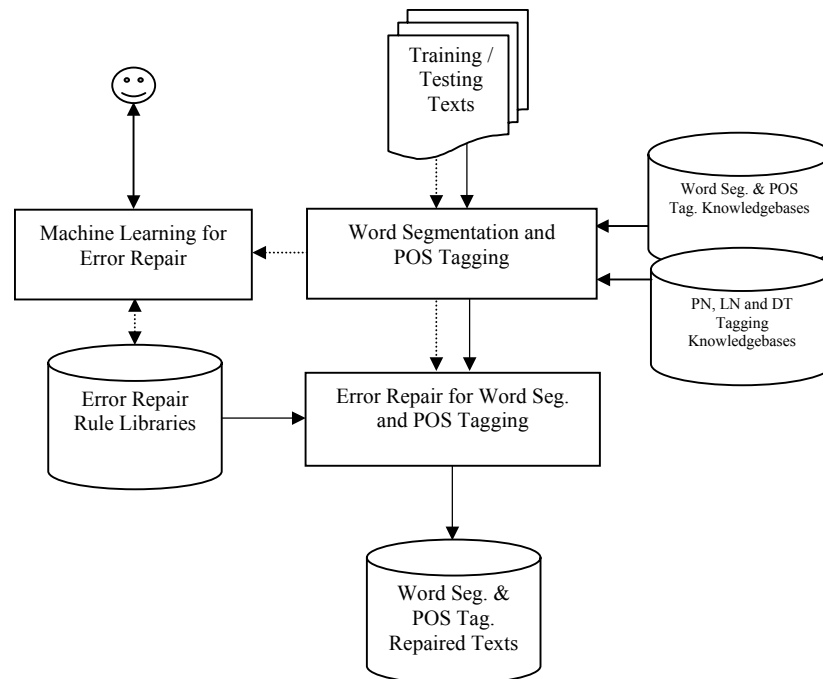 Training /
Testing
Texts
Word Seg. & POS
Tag. Knowledgebases
Machine Learning for
Error Repair
Word Segmentation and
POS Tagging
PN, LN and DT
Tagging
Knowledgebases
Error Repair
Rule Libraries
Error Repair for Word Seg.
and POS Tagging
Word Seg. &
POS Tag.
Repaired Texts